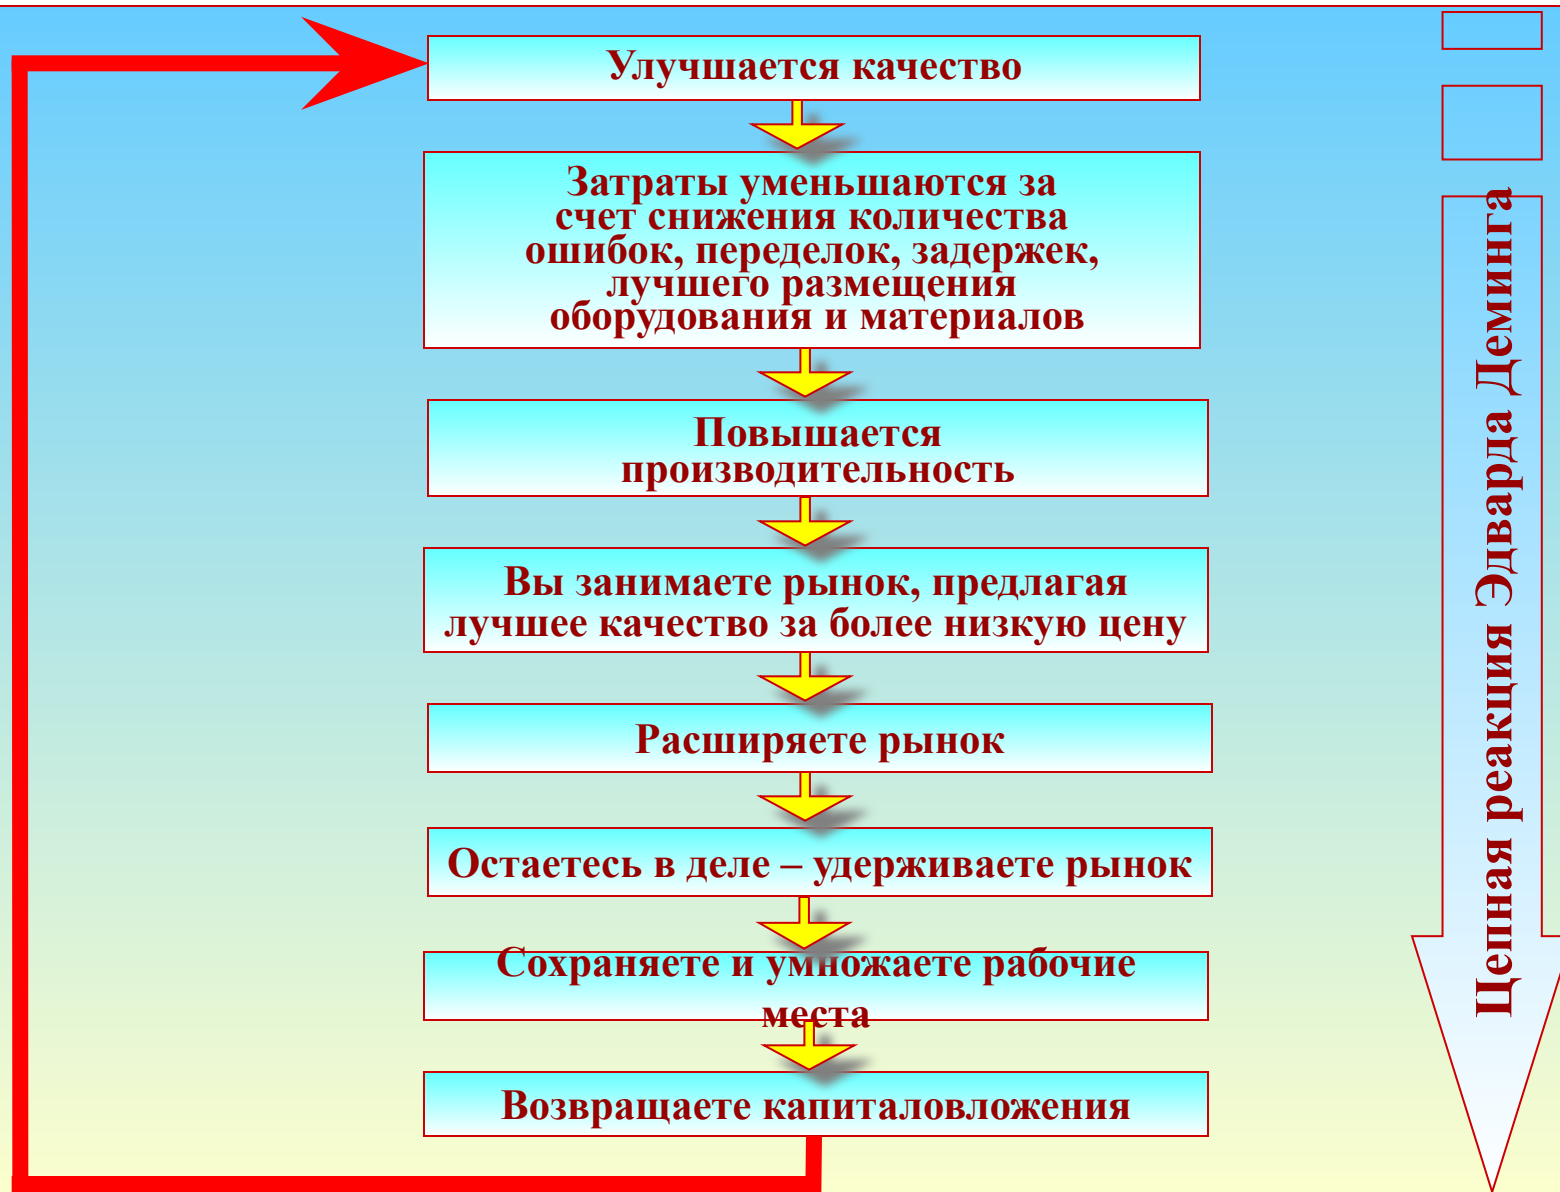 Улучшается качество
Затраты уменьшаются за
счет снижения количества
ошибок, переделок, задержек,
лучшего размещения
оборудования и материалов
Повышается
производительность
Вы занимаете рынок, предлагая
лучшее качество за более низкую цену
Расширяете рынок
Остаетесь в деле – удерживаете рынок
Сохраняете и умножаете рабочие
места
Возвращаете капиталовложения
Цепная реакция Эдварда Деминга